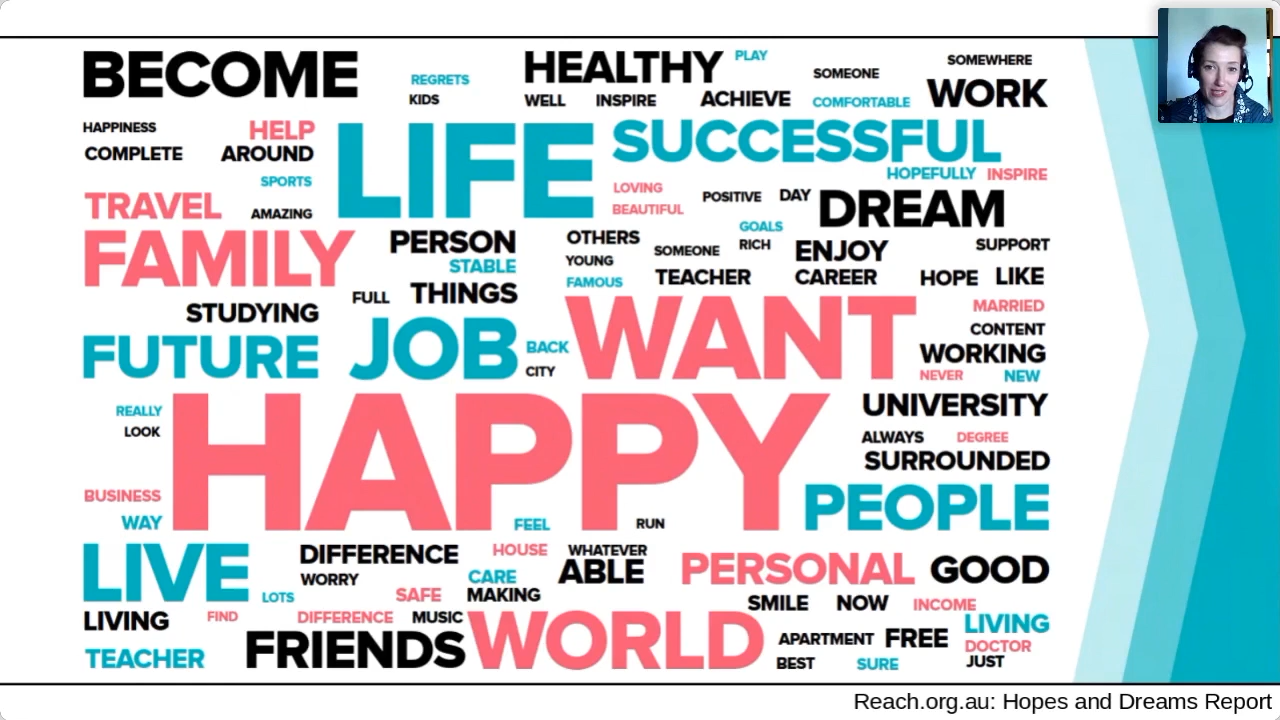 BECOME
REGRETS
KIDS
HEALTHY
PLAY
WELL INSPIRE ACHIEVE
SOMEONE
COMFORTABLE
SOMEWHERE
WORK
HAPPINESS
HELP
COMPLETE AROUND
LIFE
SUCCESSFUL
HOPEFULLY INSPIRE
SPORTS
TRAVEL AMAZING
LOVING
BEAUTIFUL
POSITIVE DAY
DREAM
FAMILY
PERSON
STABLE
OTHERS
YOUNG
FAMOUS
SOMEONE
GOALS
RICH
TEACHER
ENJOY
CAREER
SUPPORT
HOPE LIKE
STUDYING
FULL THINGS
FUTURE
JOB
BACK
CITY
WANT
MARRIED
CONTENT
WORKING
NEVER NEW
REALLY
LOOK
HAPPY
UNIVERSITY
ALWAYS DEGREE
SURROUNDED
BUSINESS
WAY
FEEL
RUN
PEOPLE
LIVE
DIFFERENCE
WORRY
HOUSE
WHATEVER
CARE
ABLE
PERSONAL
GOOD
LOTS
SAFE MAKING
SMILE NOW INCOME
LIVING
FIND DIFFERENCE MUSIC
TEACHER
FRIENDS
WORLD
APARTMENT FREE
BEST SURE
LIVING
DOCTOR
JUST
Reach.org.au: Hopes and Dreams Report